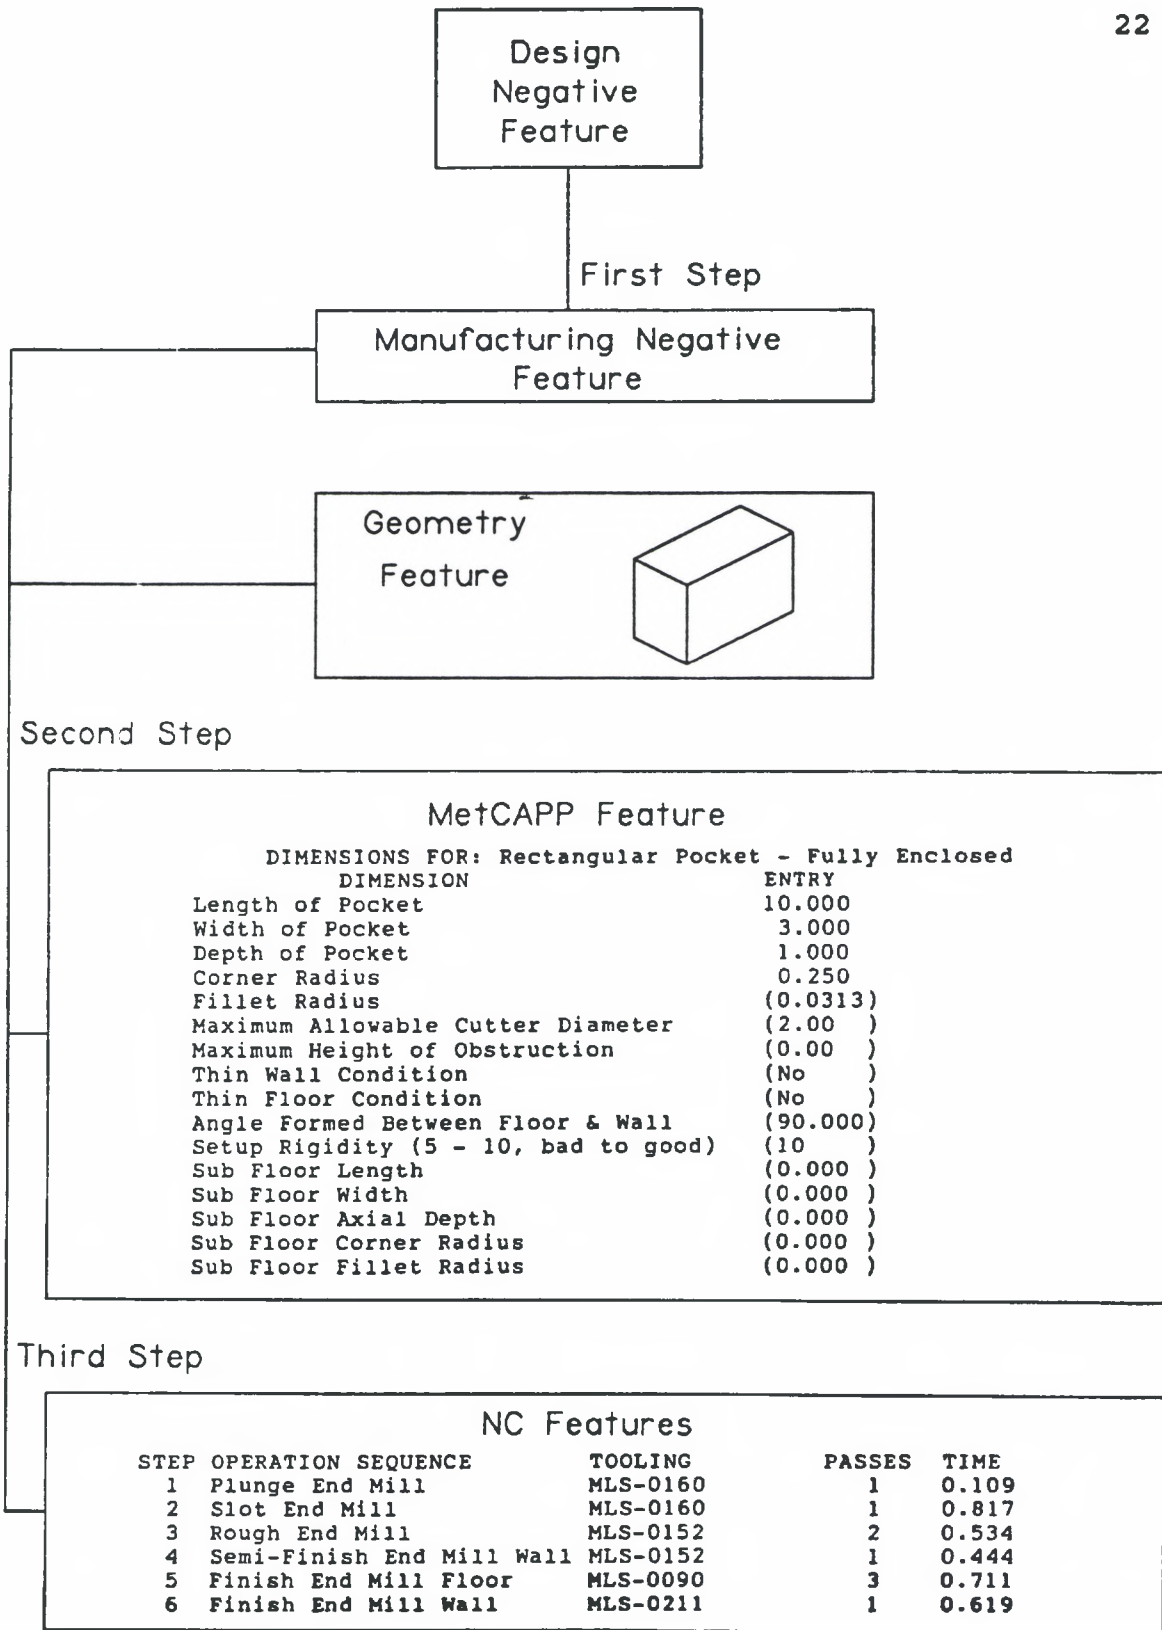 22
Design
Negative
Feature
First Step
Manufacturing Negative
Feature
Geometry
Feature
Second Step
MetCAPP Feature
DIMENSIONS FOR: Rectangular Pocket - Fully Enclosed
DIMENSION ENTRY
Length of Pocket 10.000
Width of Pocket 3.000
Depth of Pocket 1.000
Corner Radius 0.250
Fillet Radius (0.0313)
Maximum Allowable Cutter Diameter (2.00 )
Maximum Height of Obstruction (0.00 )
Thin Wall Condition (No )
Thin Floor Condition (No )
Angle Formed Between Floor & Wall (90.000)
Setup Rigidity (5 - 10, bad to good) (10 )
Sub Floor Length (0.000 )
Sub Floor Width (0.000 )
Sub Floor Axial Depth (0.000 )
Sub Floor Corner Radius (0.000 )
Sub Floor Fillet Radius (0.000 )
Third Step
NC Features
STEP OPERATION SEQUENCE TOOLING PASSES TIME
1 Plunge End Mill MLS-0160 1 0.109
2 Slot End Mill MLS-0160 1 0.817
3 Rough End Mill MLS-0152 2 0.534
4 Semi-Finish End Mill Wall MLS-0152 1 0.444
5 Finish End Mill Floor MLS-0090 3 0.711
6 Finish End Mill Wall MLS-0211 1 0.619